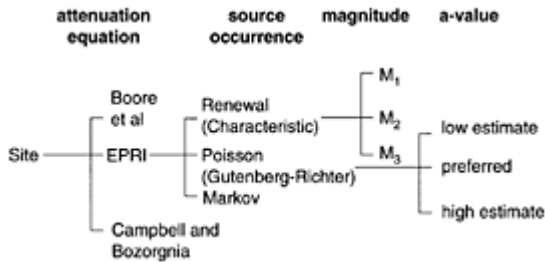 attenuation equation
source occurrence
magnitude
a-value
Site
Boore
et al
EPRI
Campbell and
Bozorgnia
Renewal
(Characteristic)
Poisson
(Gutenberg-Richter)
Markov
M1
M2
M3
low estimate
preferred
high estimate